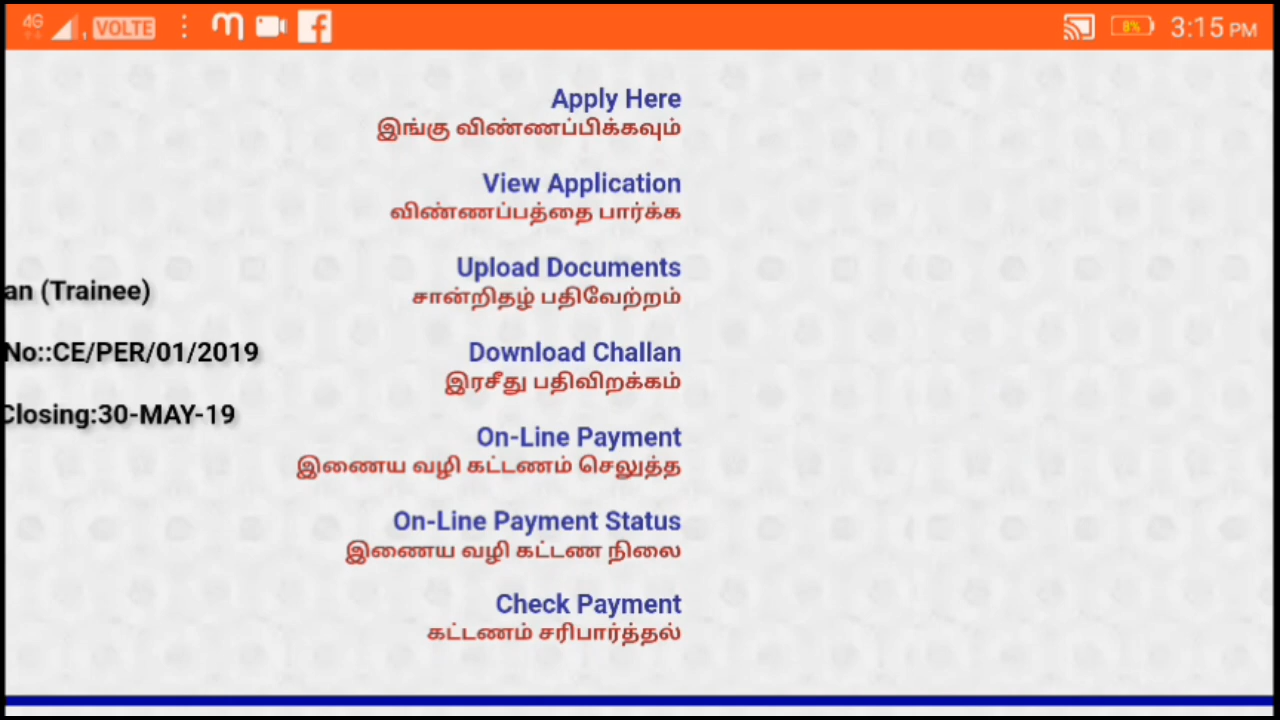 4G
VOLTE
8%
3:15 PM
Apply Here
இங்கு விண்ணப்பிக்கவும்
View Application
விண்ணப்பத்தை பார்க்க
Upload Documents
சான்றிதழ் பதிவேற்றம்
an (Trainee)
No::CE/PER/01/2019
Download Challan
இரசீது பதிவிறக்கம்
Closing:30-MAY-19
On-Line Payment
இணைய வழி கட்டணம் செலுத்த
On-Line Payment Status
இணைய வழி கட்டண நிலை
Check Payment
கட்டணம் சரிபார்த்தல்